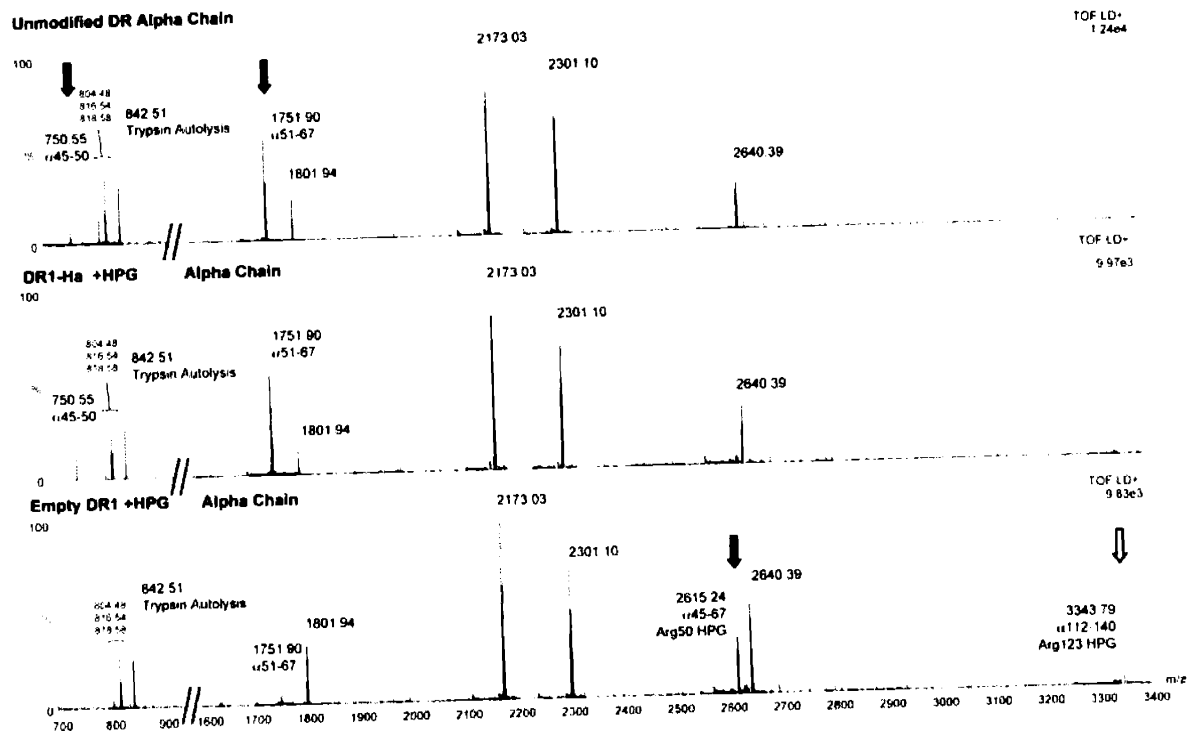 Unmodified DR Alpha Chain
TOF LD+
1.24e4
100
2173 03
2301 10
804.48
816.54
818.58
842 51
Trypsin Autolysis
750 55
α45-50
%
1751 90
α51-67
1801 94
2640 39
0
DR1-Ha +HPG Alpha Chain
TOF LD+
9 97e3
100
2173 03
2301 10
804.48
816.54
818.58
842 51
Trypsin Autolysis
750 55
α45-50
%
1751 90
α51-67
1801 94
2640 39
0
Empty DR1 +HPG Alpha Chain
TOF LD+
9 83e3
100
2173 03
2301 10
804.48
816.54
818.58
842 51
Trypsin Autolysis
1751 90
α51-67
1801 94
2615 24
α45-67
Arg50 HPG
2640 39
3343 79
α112-140
Arg123 HPG
0
m/z
700 800 900 1600 1700 1800 1900 2000 2100 2200 2300 2400 2500 2600 2700 2800 2900 3000 3100 3200 3300 3400